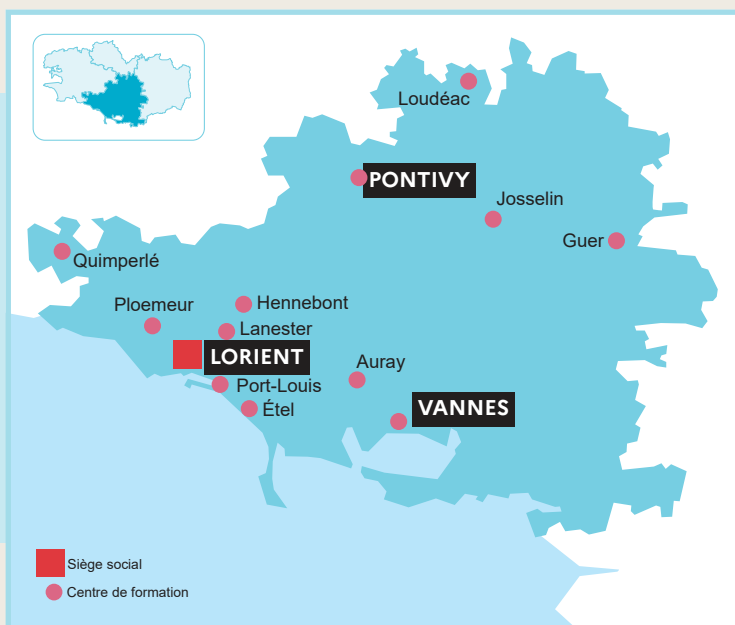 Loudéac
PONTIVY
Josselin
Guer
Quimperlé
Ploemeur
Hennebont
Lanester
LORIENT
Auray
Port-Louis
VANNES
Étel
Siège social
Centre de formation